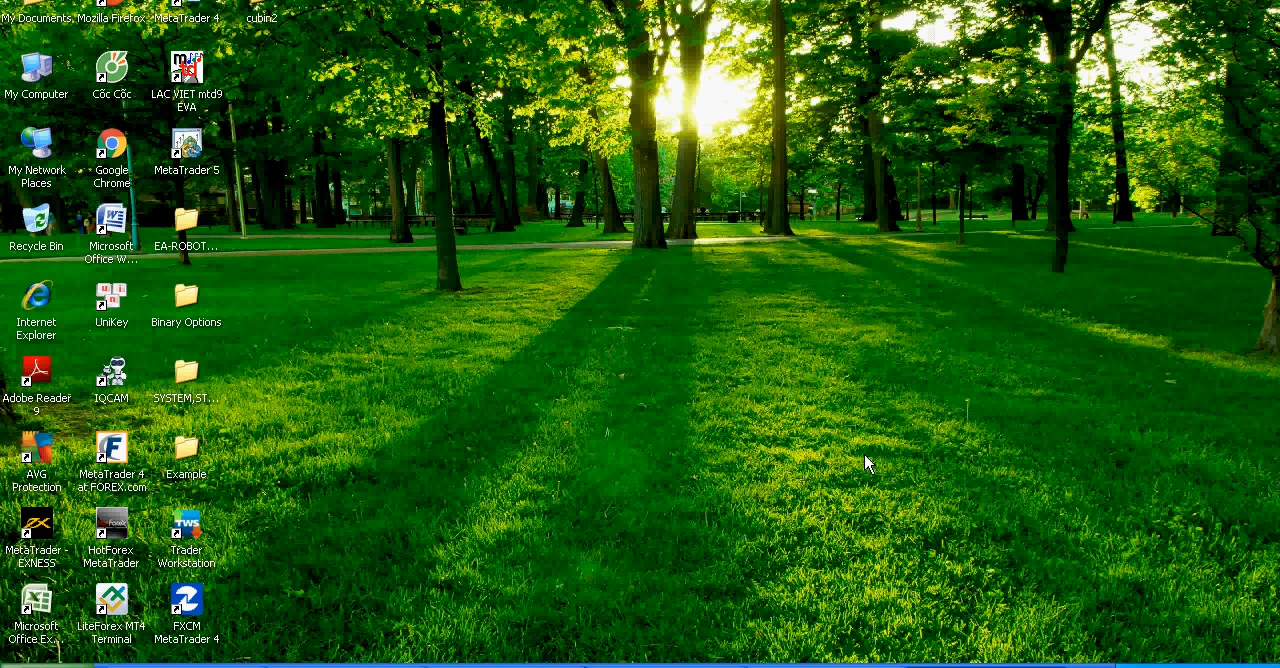 My Documents
Mozilla Firefox
MetaTrader 4
cubin2
My Computer
Cốc Cốc
LAC VIET mtd9
EVA
My Network
Places
Google
Chrome
MetaTrader 5
Recycle Bin
Microsoft
Office W...
EA-ROBOT...
Internet
Explorer
UniKey
Binary Options
Adobe Reader
9
IQCAM
SYSTEM,ST...
AVG
Protection
MetaTrader 4
at FOREX.com
Example
MetaTrader -
EXNESS
HotForex
MetaTrader
TWS
Trader
Workstation
Microsoft
Office Ex...
LiteForex MT4
Terminal
FXCM
MetaTrader 4